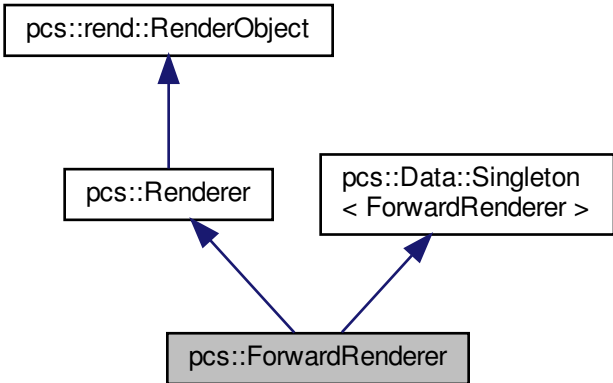 pcs::rend::RenderObject
pcs::Renderer
pcs::Data::Singleton
< ForwardRenderer >
pcs::ForwardRenderer